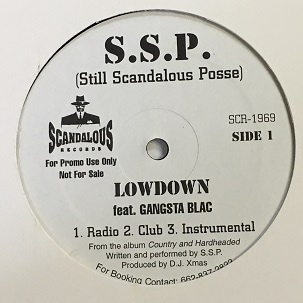 S.S.P.
(Still Scandalous Posse)
SCANDALOUS
RECORDS
For Promo Use Only
Not For Sale
SCR-1969
SIDE 1
LOWDOWN
feat. GANGSTA BLAC
1. Radio 2. Club 3. Instrumental
From the album Country and Hardheaded
Written and performed by S.S.P.
Produced by D.J. Xmas
For Booking Contact: